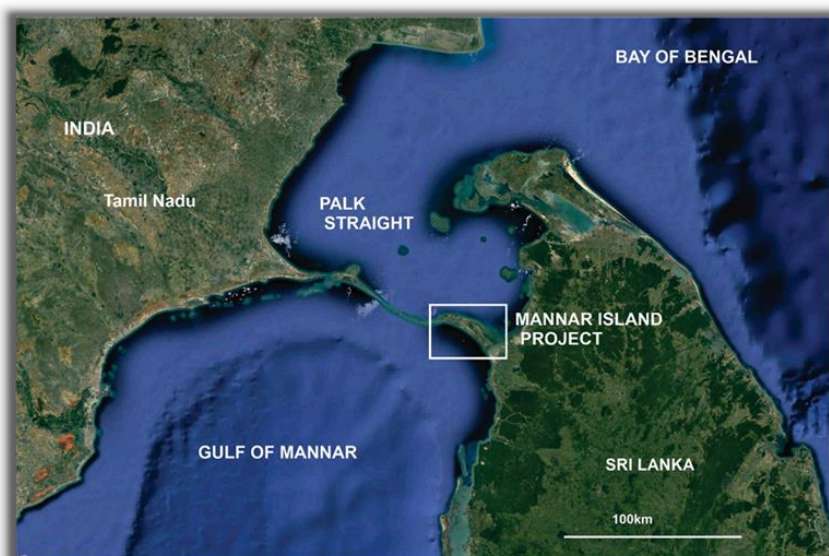 BAY OF BENGAL
INDIA
Tamil Nadu
PALK
STRAIGHT
MANNAR ISLAND
PROJECT
GULF OF MANNAR
SRI LANKA
100km